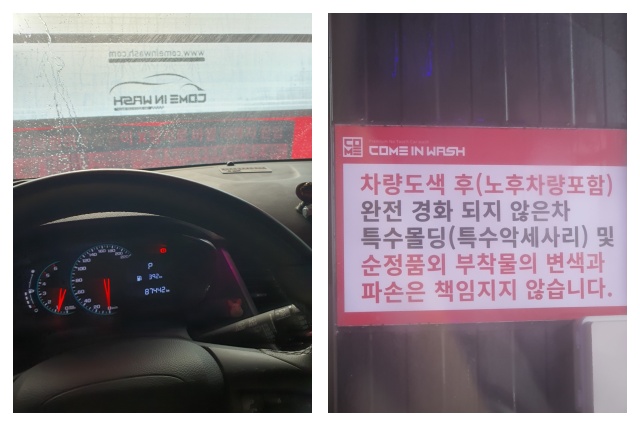 www.comeinwash.com
COME IN WASH
P
392
87442
COME
COME IN WASH
차량도색 후(노후차량포함)
완전 경화 되지 않은차
특수몰딩(특수악세사리) 및
순정품외 부착물의 변색과
파손은 책임지지 않습니다.